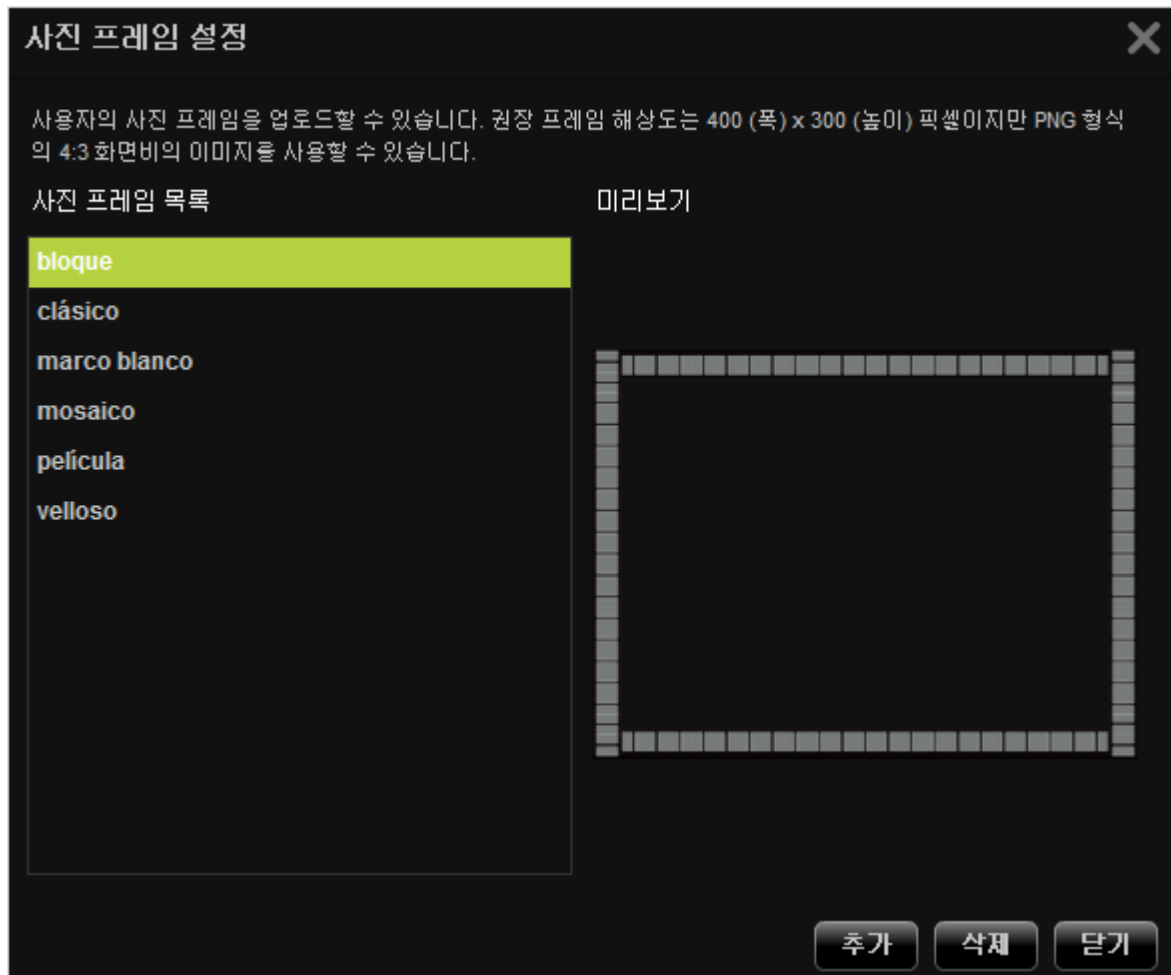 사진 프레임 설정
사용자의 사진 프레임을 업로드할 수 있습니다. 권장 프레임 해상도는 400 (폭) x 300 (높이) 픽셀이지만 PNG 형식
의 4:3 화면비의 이미지를 사용할 수 있습니다.
사진 프레임 목록
미리보기
bloque
clásico
marco blanco
mosaico
película
velloso
추가
삭제
닫기